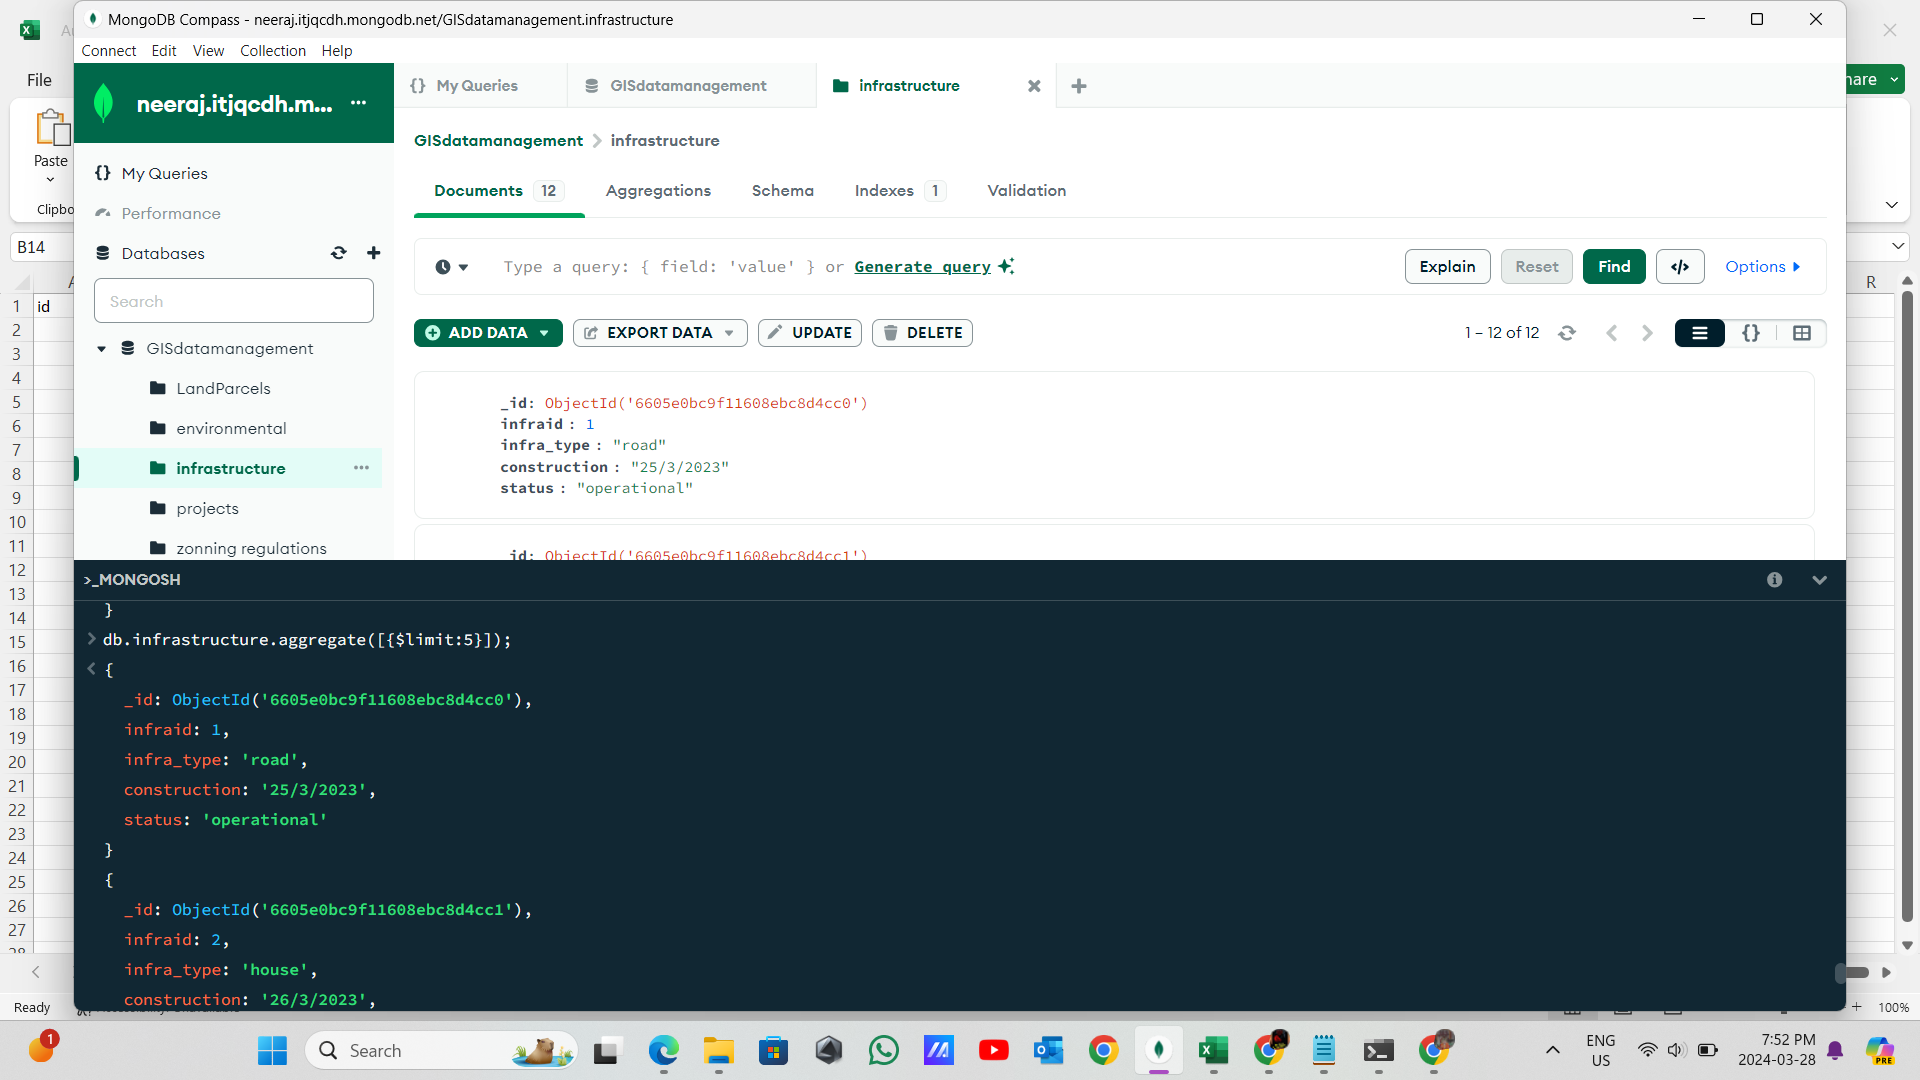 MongoDB Compass - neeraj.itjqcdh.mongodb.net/GISdatamanagement.infrastructure
Connect Edit View Collection Help
File
Paste
Clipbo
B14
neeraj.itjqcdh.m...
{} My Queries
GISdatamanagement
infrastructure
GISdatamanagement > infrastructure
Documents 12
Aggregations
Schema
Indexes 1
Validation
{} My Queries
Performance
Databases
Search
GISdatamanagement
LandParcels
environmental
infrastructure
projects
zonning regulations
Type a query: { field: 'value' } or Generate query
Explain
Reset
Find
</>
Options
ADD DATA
EXPORT DATA
UPDATE
DELETE
1 – 12 of 12
{}
_id: ObjectId('6605e0bc9f11608ebc8d4cc0')
infraid : 1
infra_type : "road"
construction : "25/3/2023"
status : "operational"
_id: ObjectId('6605e0bc9f11608ebc8d4cc1')
>_MONGOSH
}
> db.infrastructure.aggregate([{$limit:5}]);
< {
_id: ObjectId('6605e0bc9f11608ebc8d4cc0'),
infraid: 1,
infra_type: 'road',
construction: '25/3/2023',
status: 'operational'
}
{
_id: ObjectId('6605e0bc9f11608ebc8d4cc1'),
infraid: 2,
infra_type: 'house',
construction: '26/3/2023',
R
1 id
2
3
4
5
6
7
8
9
10
11
12
13
14
15
16
17
18
19
20
21
22
23
24
25
26
27
28
Ready
100%
1
Search
ENG
US
7:52 PM
2024-03-28
PRE